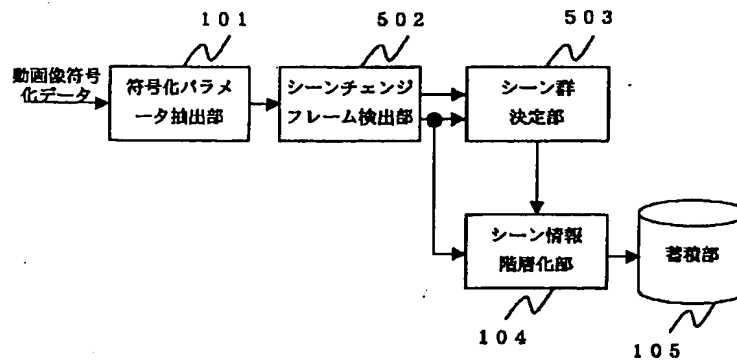 101
502
503
動画像符号
化データ
符号化パラメ
ータ抽出部
シーンチェンジ
フレーム検出部
シーン群
決定部
シーン情報
階層化部
蓄積部
104
105